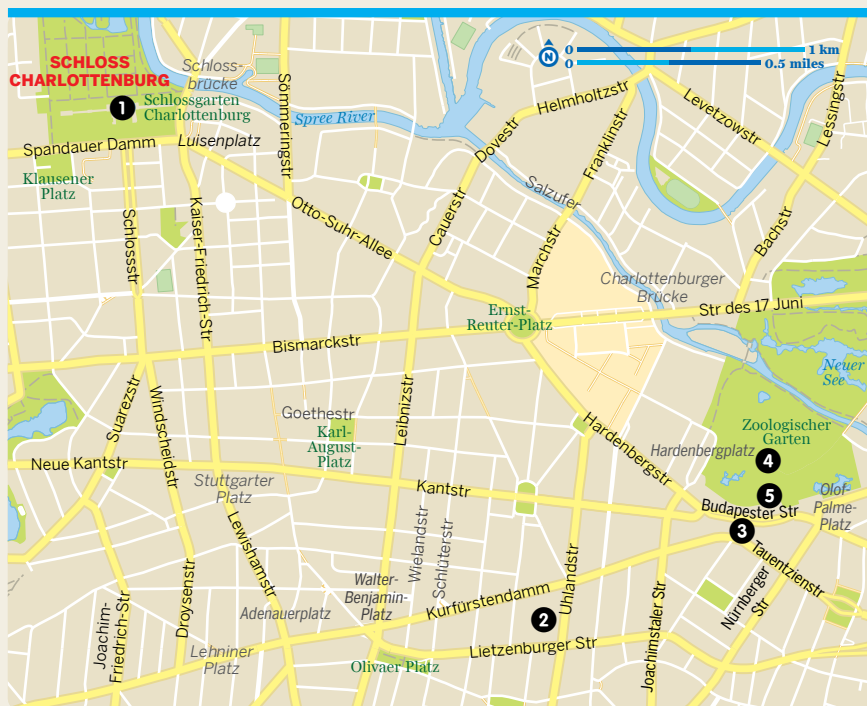 SCHLOSS
CHARLOTTENBURG
1
Schlossgarten
Charlottenburg
Schloss-
brücke
Sömmeringstr
Spree River
N
0 1 km
0 0.5 miles
Helmholtzstr
Levetzowstr
Lessingstr
Dovestr
Franklinstr
Spandauer Damm
Luisenplatz
Klausener
Platz
Salzufer
Otto-Suhr-Allee
Cauerstr
Marchstr
Bachstr
Schlossstr
Kaiser-Friedrich-Str
Charlottenburger
Brücke
Str des 17 Juni
Ernst-
Reuter-Platz
Bismarckstr
Neuer
See
Suarezstr
Windscheidstr
Leibnizstr
Goethestr
Karl-
August-
Platz
Hardenbergstr
Zoologischer
Garten
Hardenbergplatz
4
Neue Kantstr
Stuttgarter
Platz
Kantstr
5
Budapester Str
Olof-
Palme-
Platz
3
Lewishamstr
Wielandstr
Schlüterstr
Tauentzienstr
Nürnberger
Str
Uhlandstr
Droysenstr
Joachim-
Friedrich-Str
Adenauerplatz
Walter-
Benjamin-
Platz
Kurfürstendamm
2
Joachimstaler Str
Lehniner
Platz
Olivaer Platz
Lietzenburger Str